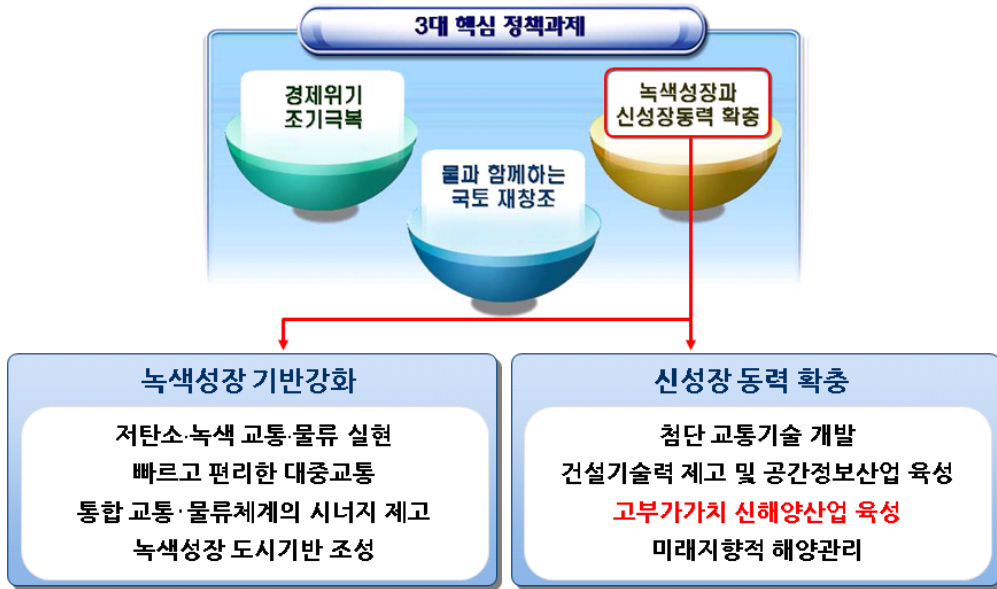 3대 핵심 정책과제
경제위기
조기극복
녹색성장과
신성장동력 확충
물과 함께하는
국토 재창조
녹색성장 기반강화
저탄소·녹색 교통·물류 실현
빠르고 편리한 대중교통
통합 교통·물류체계의 시너지 제고
녹색성장 도시기반 조성
신성장 동력 확충
첨단 교통기술 개발
건설기술력 제고 및 공간정보산업 육성
고부가가치 신해양산업 육성
미래지향적 해양관리